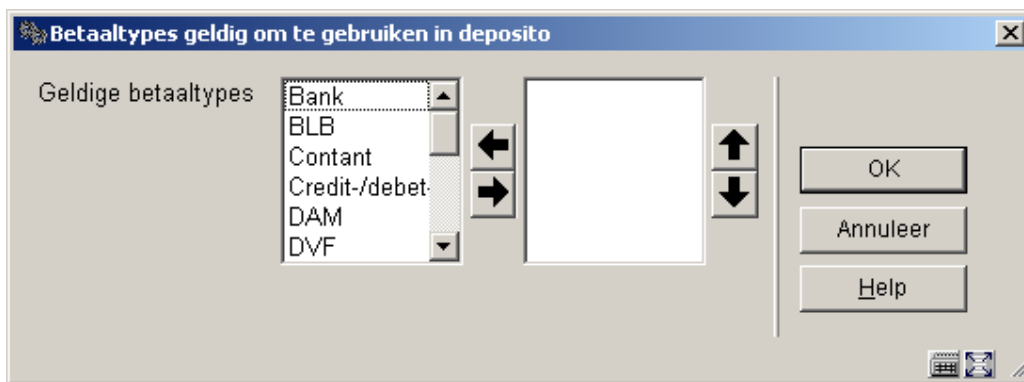 Betaaltypes geldig om te gebruiken in deposito
Geldige betaaltypes
Bank
BLB
Contant
Credit-/debet-
DAM
DVF
OK
Annuleer
Help